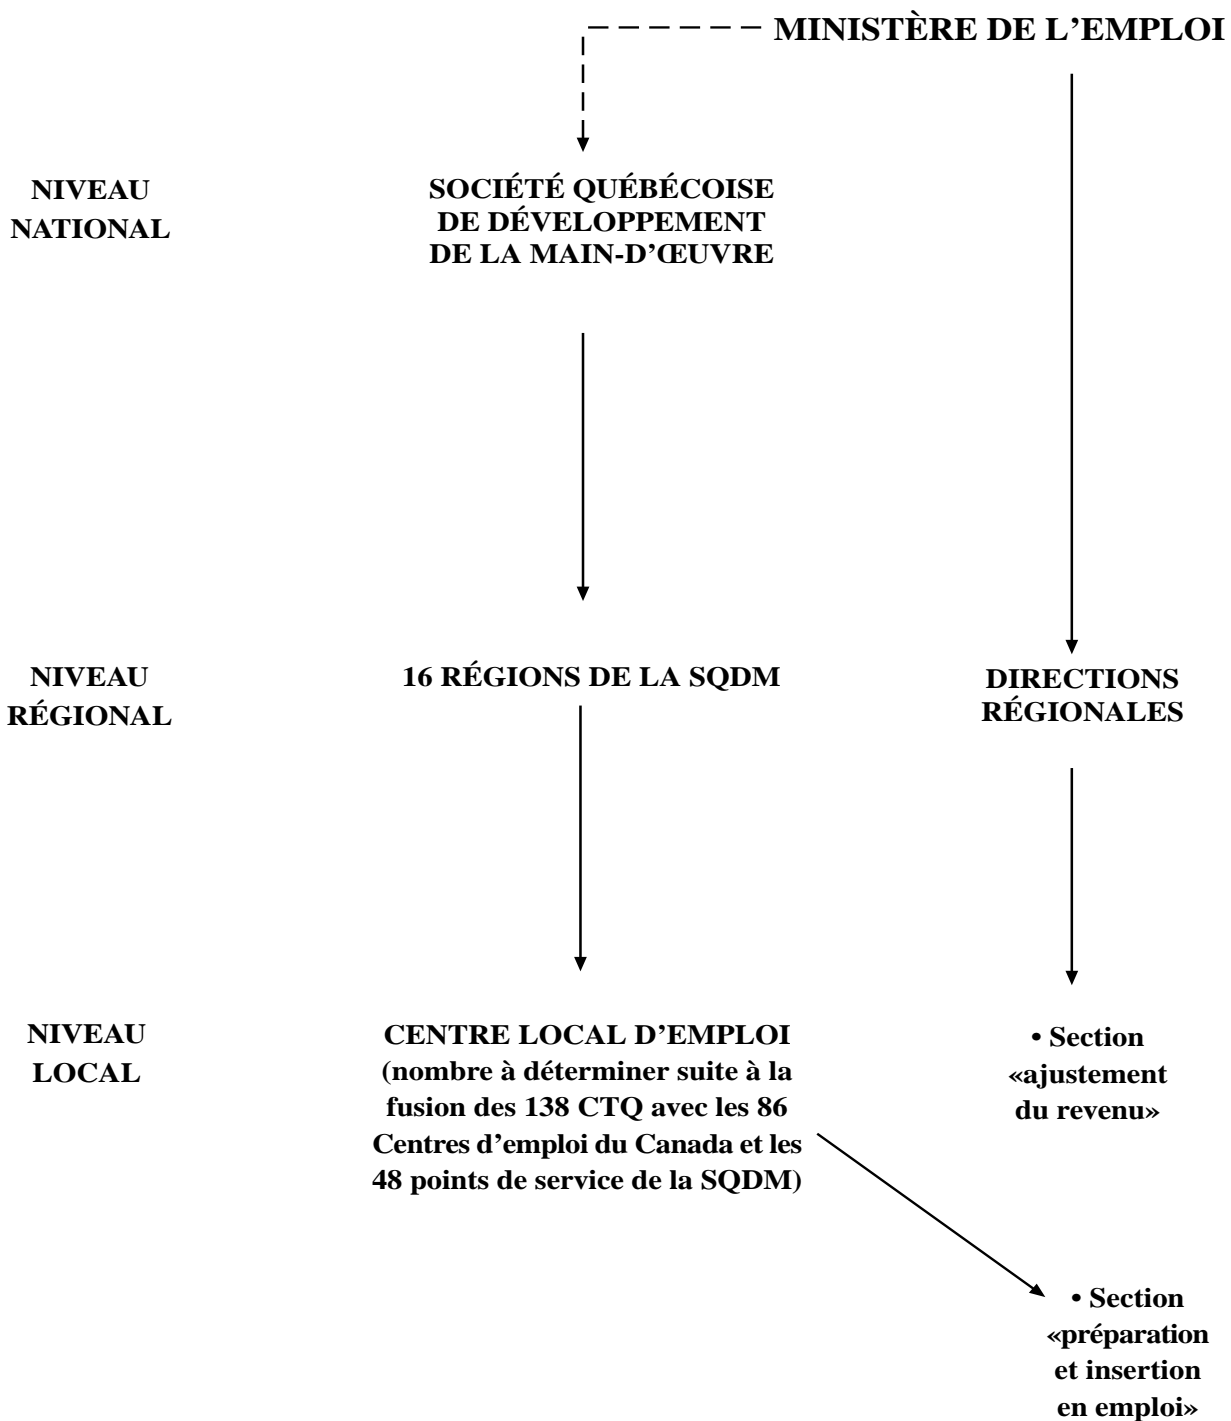 MINISTÈRE DE L’EMPLOI
NIVEAU
NATIONAL
SOCIÉTÉ QUÉBÉCOISE
DE DÉVELOPPEMENT
DE LA MAIN-D’ŒUVRE
NIVEAU
RÉGIONAL
16 RÉGIONS DE LA SQDM
DIRECTIONS
RÉGIONALES
NIVEAU
LOCAL
CENTRE LOCAL D’EMPLOI
(nombre à déterminer suite à la
fusion des 138 CTQ avec les 86
Centres d’emploi du Canada et les
48 points de service de la SQDM)
• Section
«ajustement
du revenu»
• Section
«préparation
et insertion
en emploi»